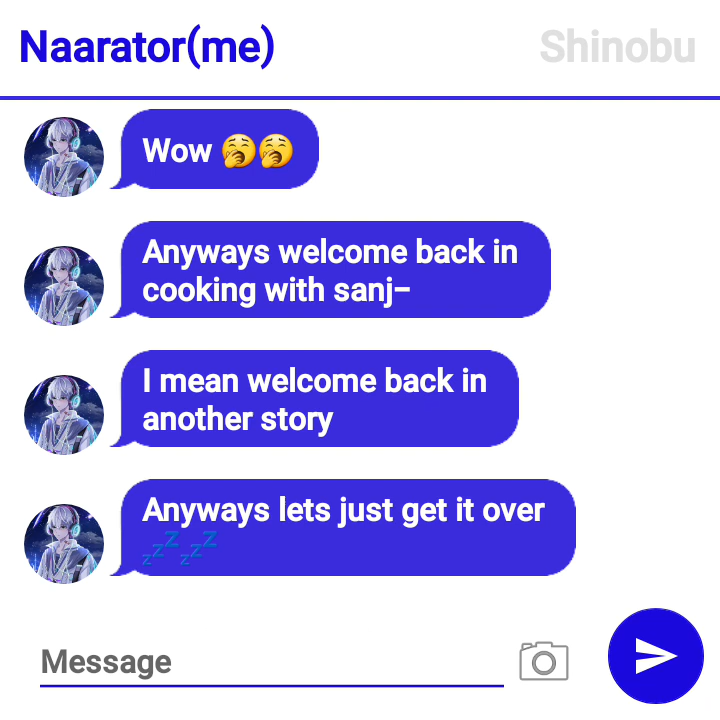 Naarator(me) Shinobu
Wow 🥱🥱
Anyways welcome back in
cooking with sanj–
I mean welcome back in
another story
Anyways lets just get it over
💤💤
Message